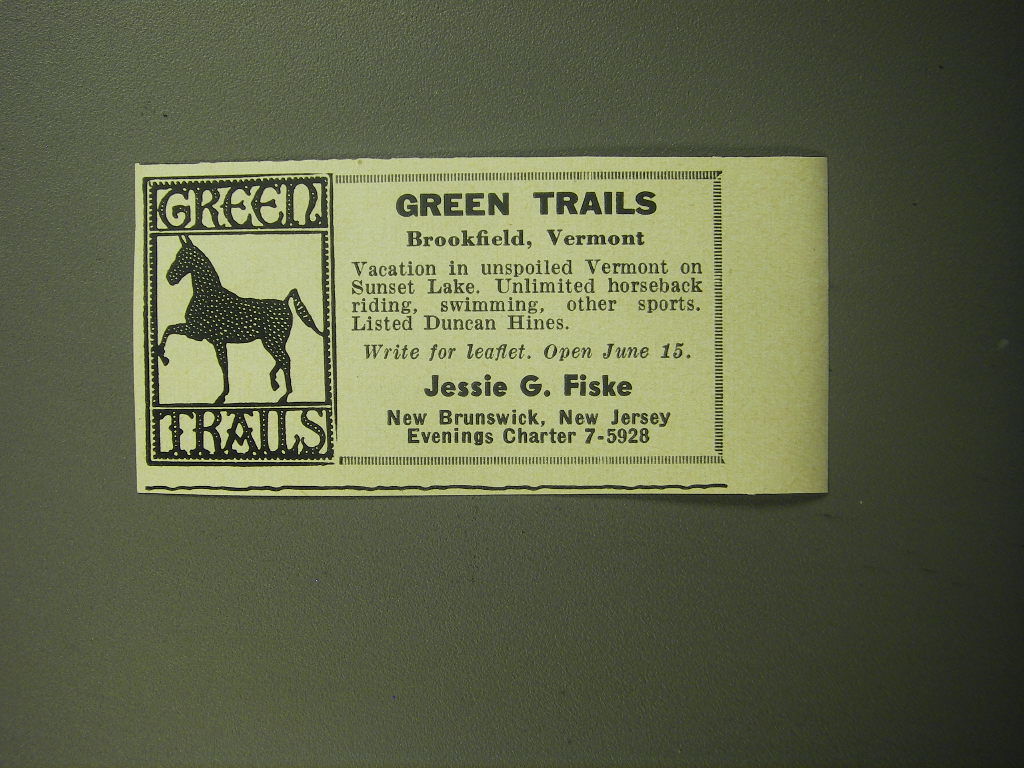 GREEN
TRAILS
GREEN TRAILS
Brookfield, Vermont
Vacation in unspoiled Vermont on
Sunset Lake. Unlimited horseback
riding, swimming, other sports.
Listed Duncan Hines.
Write for leaflet. Open June 15.
Jessie G. Fiske
New Brunswick, New Jersey
Evenings Charter 7-5928